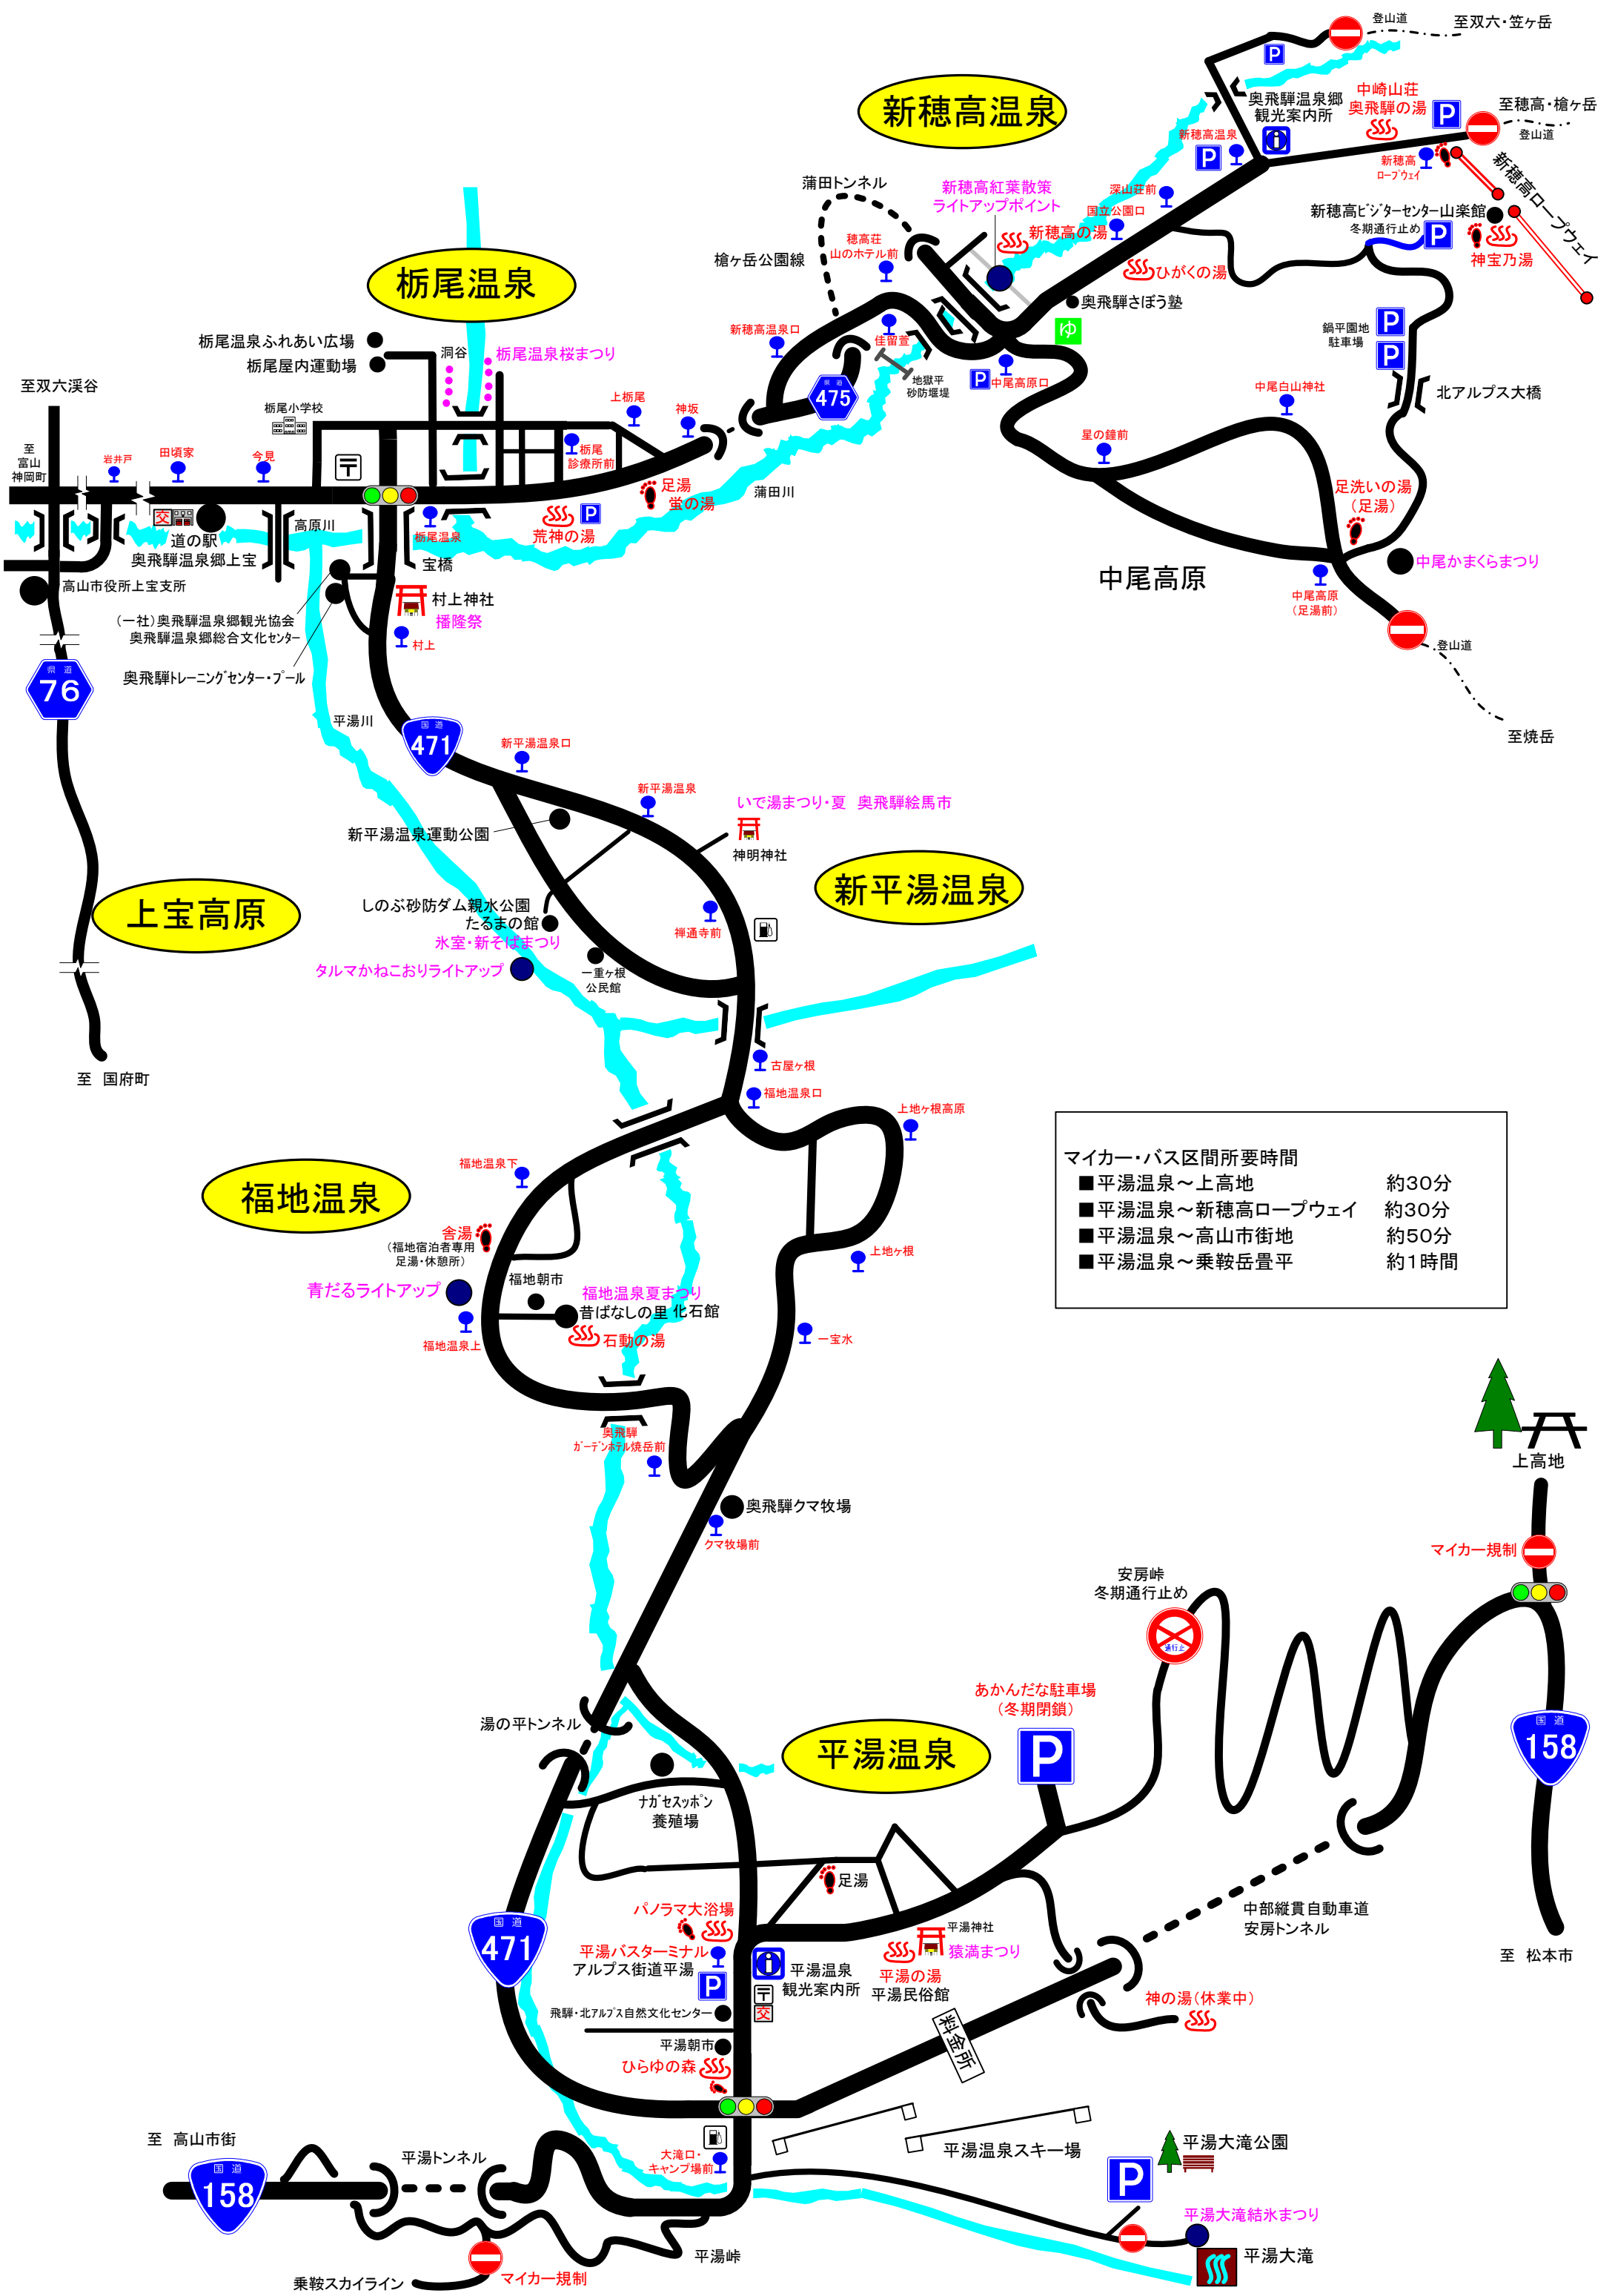 登山道
至双六・笠ヶ岳
新穂高温泉
奥飛騨温泉郷
観光案内所
中崎山荘
奥飛騨の湯
至穂高・槍ヶ岳
登山道
新穂高温泉
新穂高
ロープウェイ
新穂高ロープウェイ
蒲田トンネル
新穂高紅葉散策
ライトアップポイント
深山荘前
国立公園口
新穂高ビジターセンター山楽館
冬期通行止め
神宝乃湯
穂高荘
山のホテル前
新穂高の湯
ひがくの湯
槍ヶ岳公園線
奥飛騨さぼう塾
ゆ
栃尾温泉
新穂高温泉口
佳留萱
地獄平
砂防堰堤
中尾高原口
県道
475
鍋平園地
駐車場
北アルプス大橋
栃尾温泉ふれあい広場
栃尾屋内運動場
洞谷
栃尾温泉桜まつり
至双六渓谷
栃尾小学校
上栃尾
神坂
中尾白山神社
星の鐘前
至
富山
神岡町
岩井戸
田頃家
今見
栃尾
診療所前
足湯
蛍の湯
蒲田川
足洗いの湯
(足湯)
交
道の駅
奥飛騨温泉郷上宝
高原川
栃尾温泉
宝橋
荒神の湯
中尾高原
中尾かまくらまつり
中尾高原
(足湯前)
高山市役所上宝支所
(一社)奥飛騨温泉郷観光協会
奥飛騨温泉郷総合文化センター
村上神社
播隆祭
村上
奥飛騨トレーニングセンター・プール
登山道
至焼岳
県道
76
平湯川
国道
471
新平湯温泉口
新平湯温泉
いで湯まつり・夏 奥飛騨絵馬市
神明神社
新平湯温泉運動公園
新平湯温泉
上宝高原
しのぶ砂防ダム親水公園
たるまの館
氷室・新そばまつり
タルマかねこおりライトアップ
禅通寺前
一重ヶ根
公民館
至 国府町
古屋ヶ根
福地温泉口
上地ヶ根高原
福地温泉下
福地温泉
舎湯
(福地宿泊者専用
足湯・休憩所)
青だるライトアップ
福地朝市
福地温泉夏まつり
昔ばなしの里 化石館
石動の湯
福地温泉上
上地ヶ根
一宝水
マイカー・バス区間所要時間
■平湯温泉～上高地 約30分
■平湯温泉～新穂高ロープウェイ 約30分
■平湯温泉～高山市街地 約50分
■平湯温泉～乗鞍岳畳平 約1時間
奥飛騨
ガーデンホテル焼岳前
奥飛騨クマ牧場
クマ牧場前
上高地
マイカー規制
安房峠
冬期通行止め
通行止
あかんだな駐車場
(冬期閉鎖)
湯の平トンネル
平湯温泉
国道
158
ナガセスッポン
養殖場
足湯
パノラマ大浴場
平湯バスターミナル
アルプス街道平湯
平湯温泉
観光案内所
平湯神社
猿満まつり
平湯の湯
平湯民俗館
中部縦貫自動車道
安房トンネル
至 松本市
国道
471
交
飛騨・北アルプス自然文化センター
平湯朝市
ひらゆの森
料金所
神の湯(休業中)
至 高山市街
平湯トンネル
大滝口・
キャンプ場前
平湯温泉スキー場
平湯大滝公園
国道
158
平湯大滝結氷まつり
平湯大滝
平湯峠
乗鞍スカイライン
マイカー規制
P
P
P
P
P
P
P
P
P
P
P
P